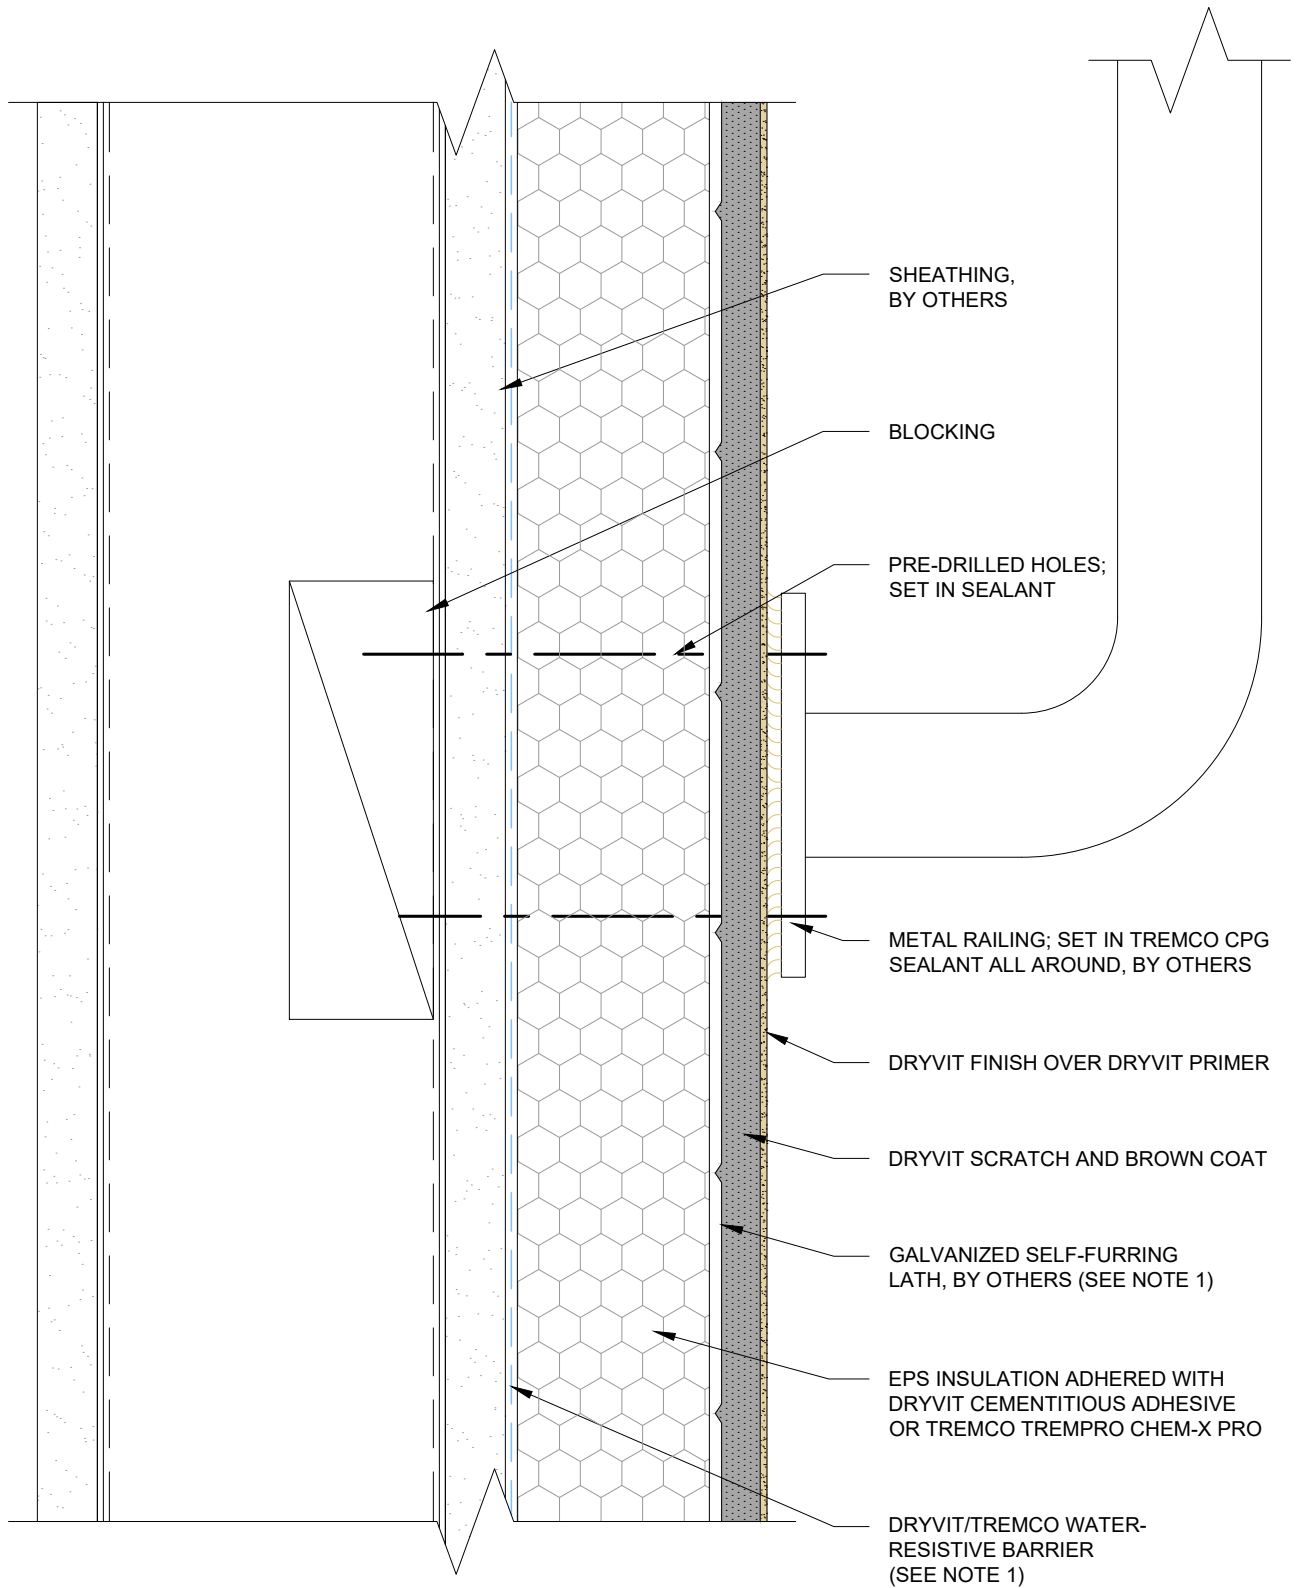 SHEATHING,
BY OTHERS
BLOCKING
PRE-DRILLED HOLES;
SET IN SEALANT
METAL RAILING; SET IN TREMCO CPG
SEALANT ALL AROUND, BY OTHERS
DRYVIT FINISH OVER DRYVIT PRIMER
DRYVIT SCRATCH AND BROWN COAT
GALVANIZED SELF-FURRING
LATH, BY OTHERS (SEE NOTE 1)
EPS INSULATION ADHERED WITH
DRYVIT CEMENTITIOUS ADHESIVE
OR TREMCO TREMPRO CHEM-X PRO
DRYVIT/TREMCO WATER-
RESISTIVE BARRIER
(SEE NOTE 1)